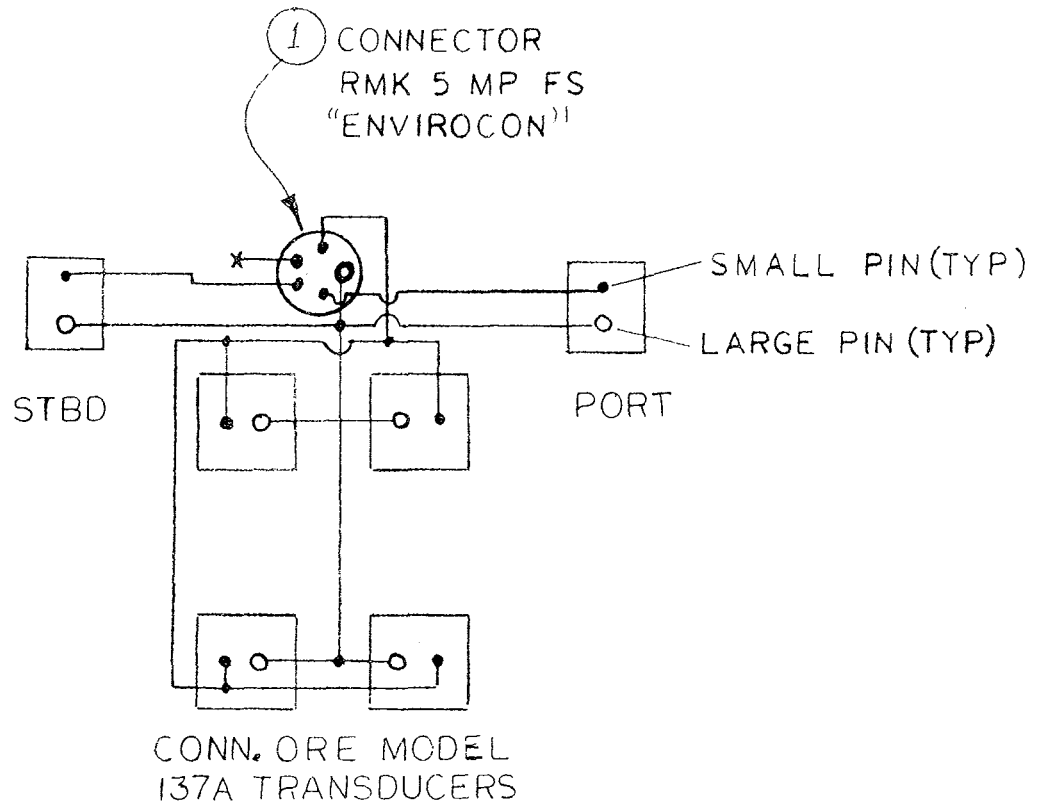 1
CONNECTOR
RMK 5 MP FS
"ENVIROCON"
SMALL PIN (TYP)
LARGE PIN (TYP)
STBD
PORT
CONN. ORE MODEL
137A TRANSDUCERS